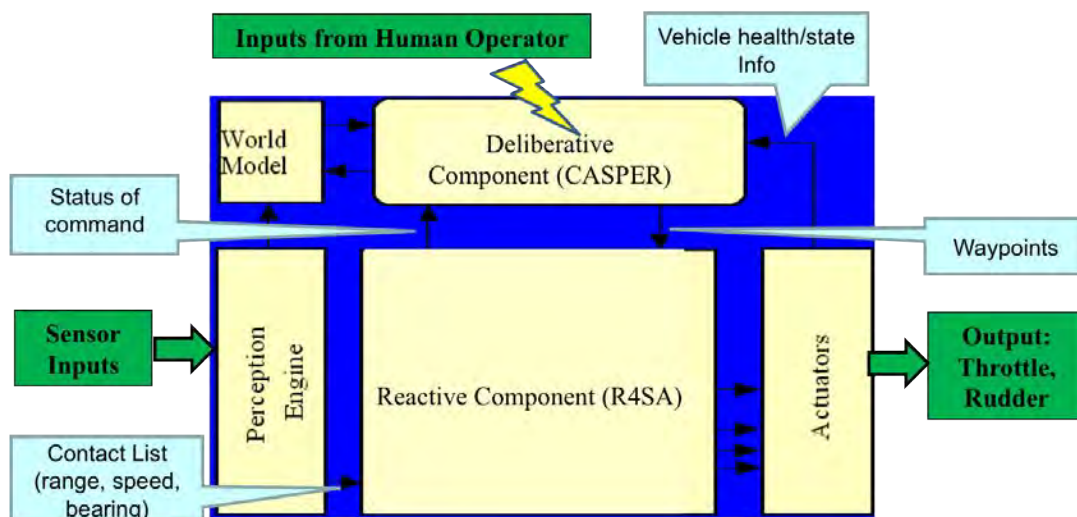 Inputs from Human Operator
Vehicle health/state
Info
World
Model
Deliberative
Component (CASPER)
Status of
command
Waypoints
Sensor
Inputs
Perception
Engine
Reactive Component (R4SA)
Actuators
Output:
Throttle,
Rudder
Contact List
(range, speed,
bearing)